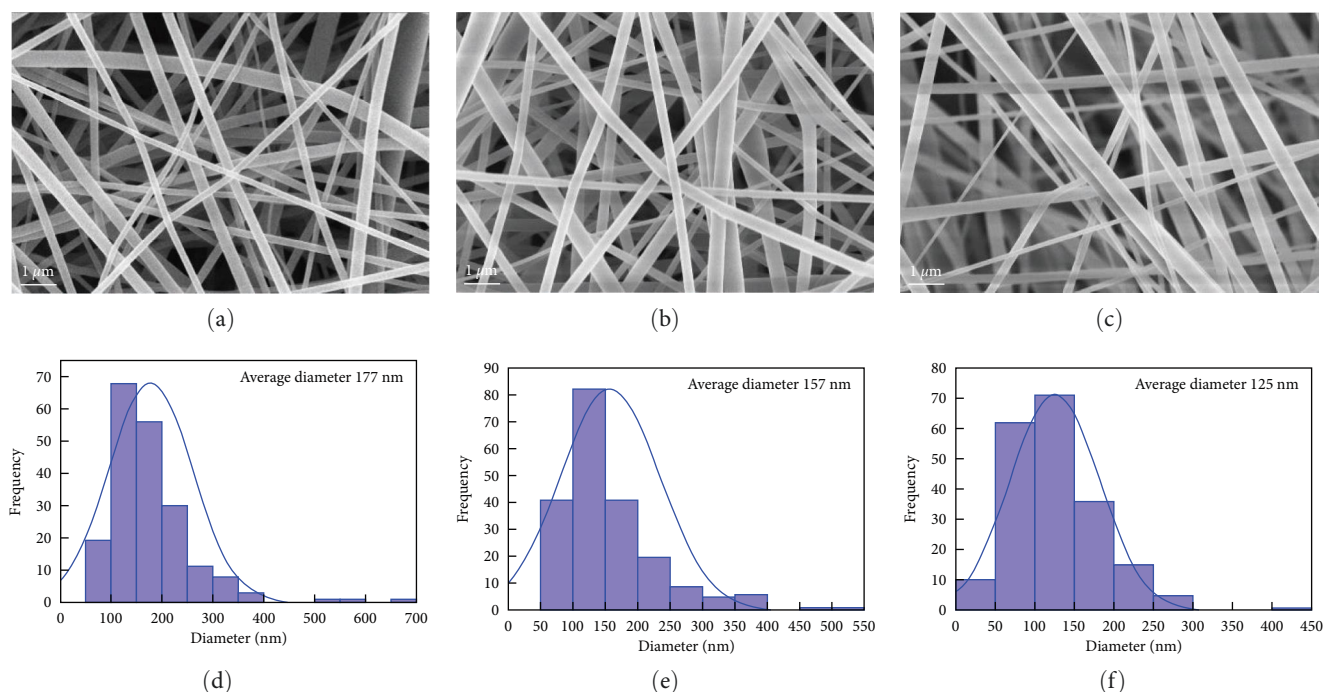 1 μm
1 μm
1 μm
(a)
(b)
(c)
Average diameter 177 nm
Frequency
70
60
50
40
30
20
10
0
0 100 200 300 400 500 600 700
Diameter (nm)
(d)
Average diameter 157 nm
Frequency
90
80
70
60
50
40
30
20
10
0
0 50 100 150 200 250 300 350 400 450 500 550
Diameter (nm)
(e)
Average diameter 125 nm
Frequency
80
70
60
50
40
30
20
10
0
0 50 100 150 200 250 300 350 400 450
Diameter (nm)
(f)